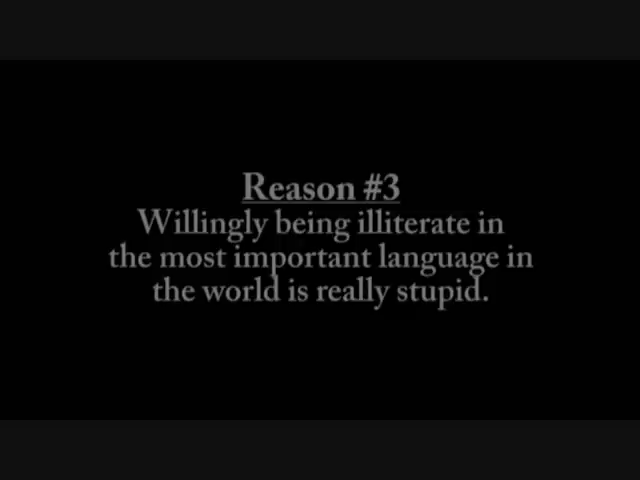 Reason #3
Willingly being illiterate in
the most important language in
the world is really stupid.